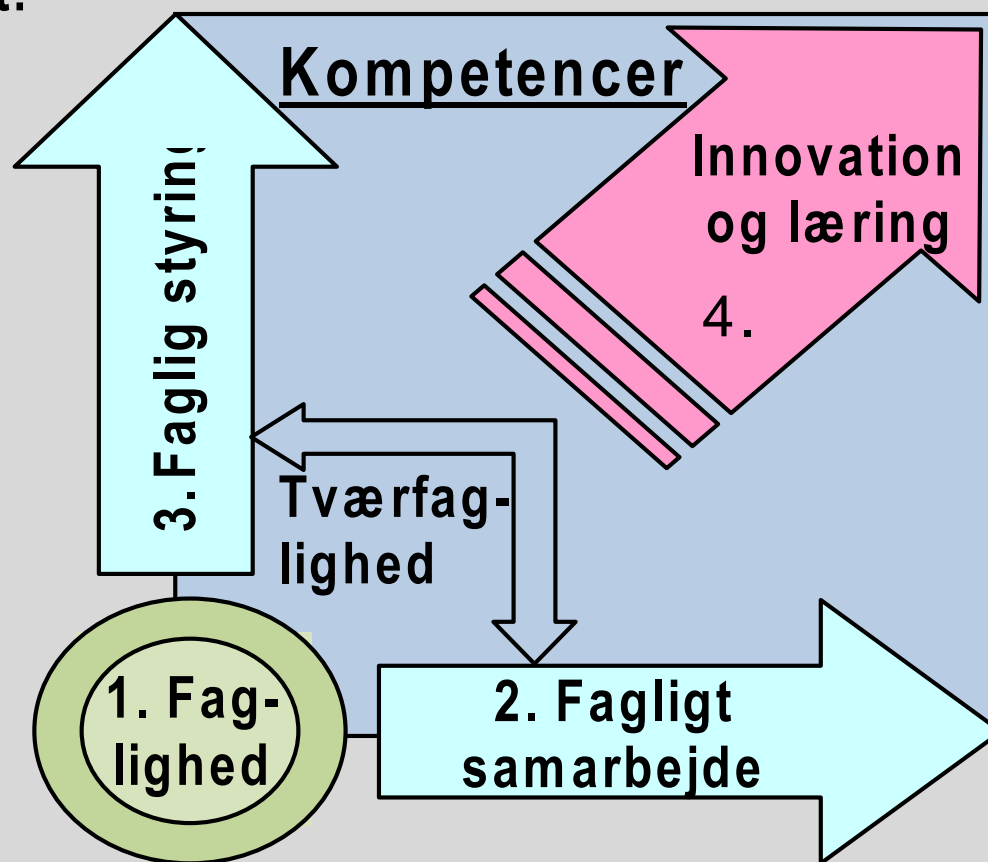 Kompetencer
Innovation
og læring
4.
3. Faglig styring
Tværfag-
lighed
1. Fag-
lighed
2. Fagligt
samarbejde